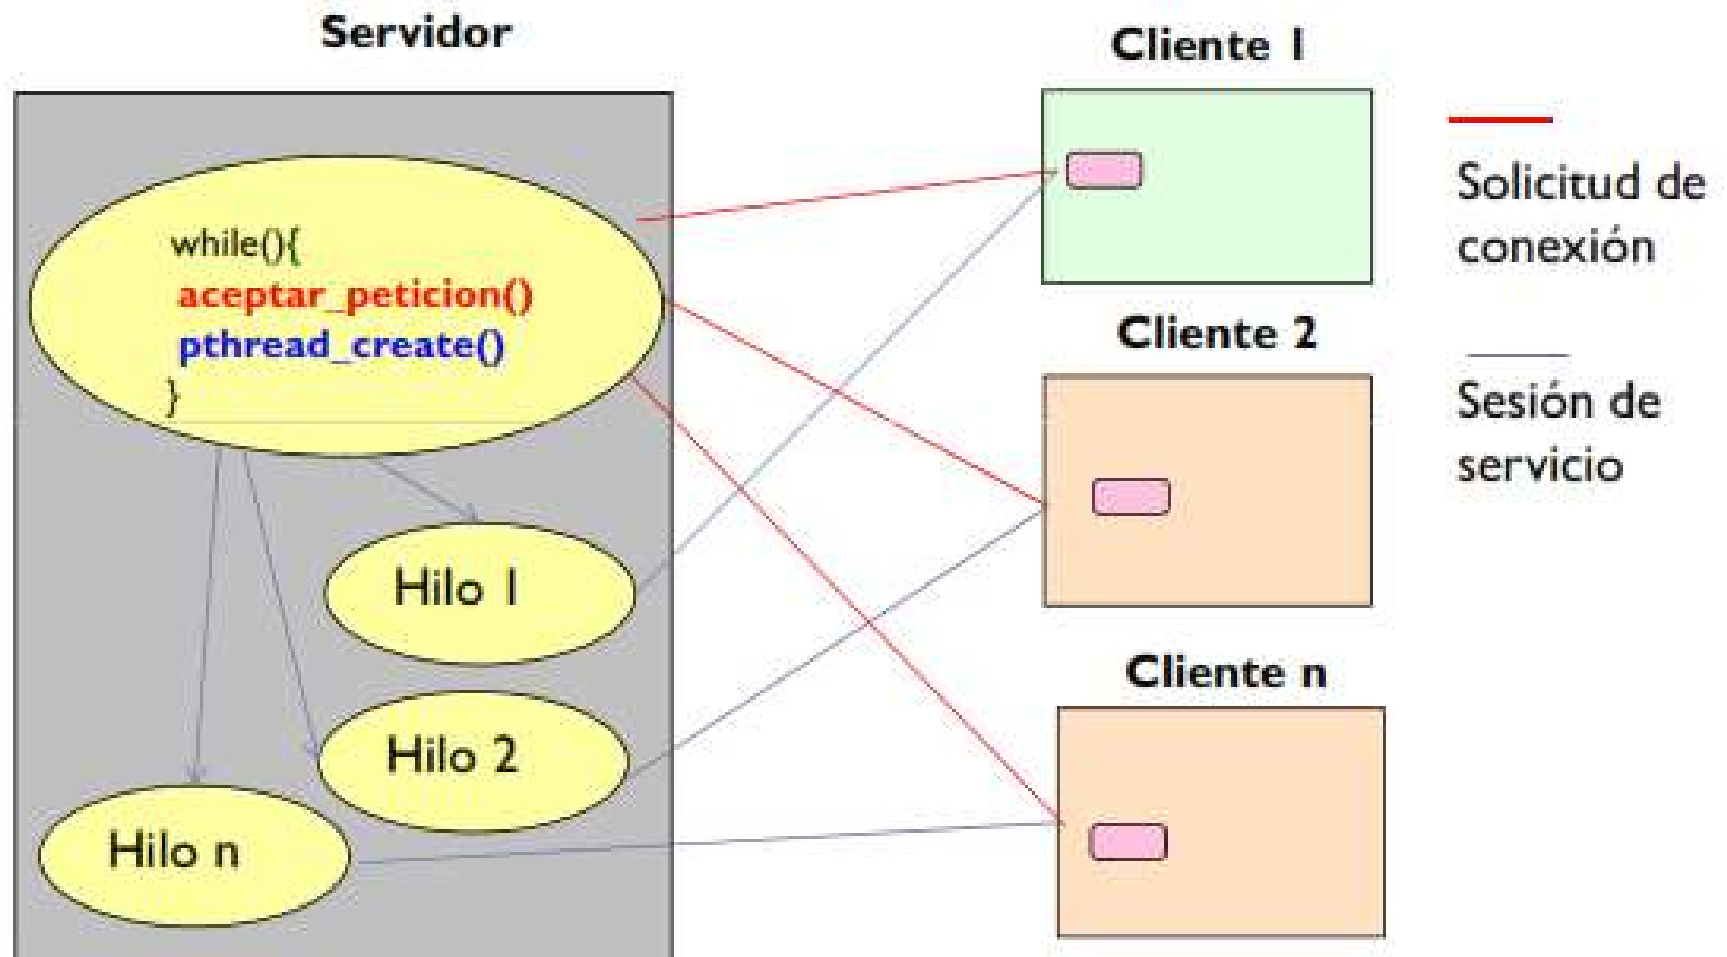 Servidor
while(){
aceptar_peticion()
pthread_create()
}
Hilo 1
Hilo 2
Hilo n
Cliente 1
Cliente 2
Cliente n
Solicitud de
conexión
Sesión de
servicio